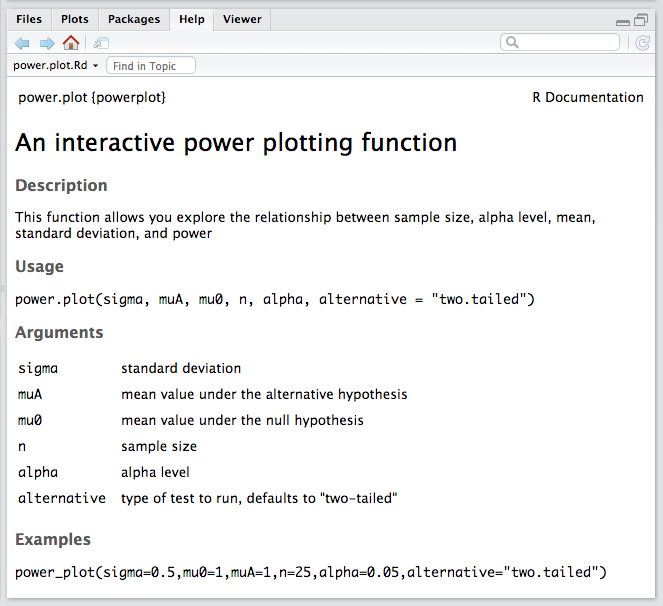 Files Plots Packages Help Viewer
power.plot.Rd Find in Topic
power.plot {powerplot} R Documentation
An interactive power plotting function
Description
This function allows you explore the relationship between sample size, alpha level, mean,
standard deviation, and power
Usage
power.plot(sigma, muA, mu0, n, alpha, alternative = "two.tailed")
Arguments
sigma standard deviation
muA mean value under the alternative hypothesis
mu0 mean value under the null hypothesis
n sample size
alpha alpha level
alternative type of test to run, defaults to "two-tailed"
Examples
power_plot(sigma=0.5,mu0=1,muA=1,n=25,alpha=0.05,alternative="two.tailed")